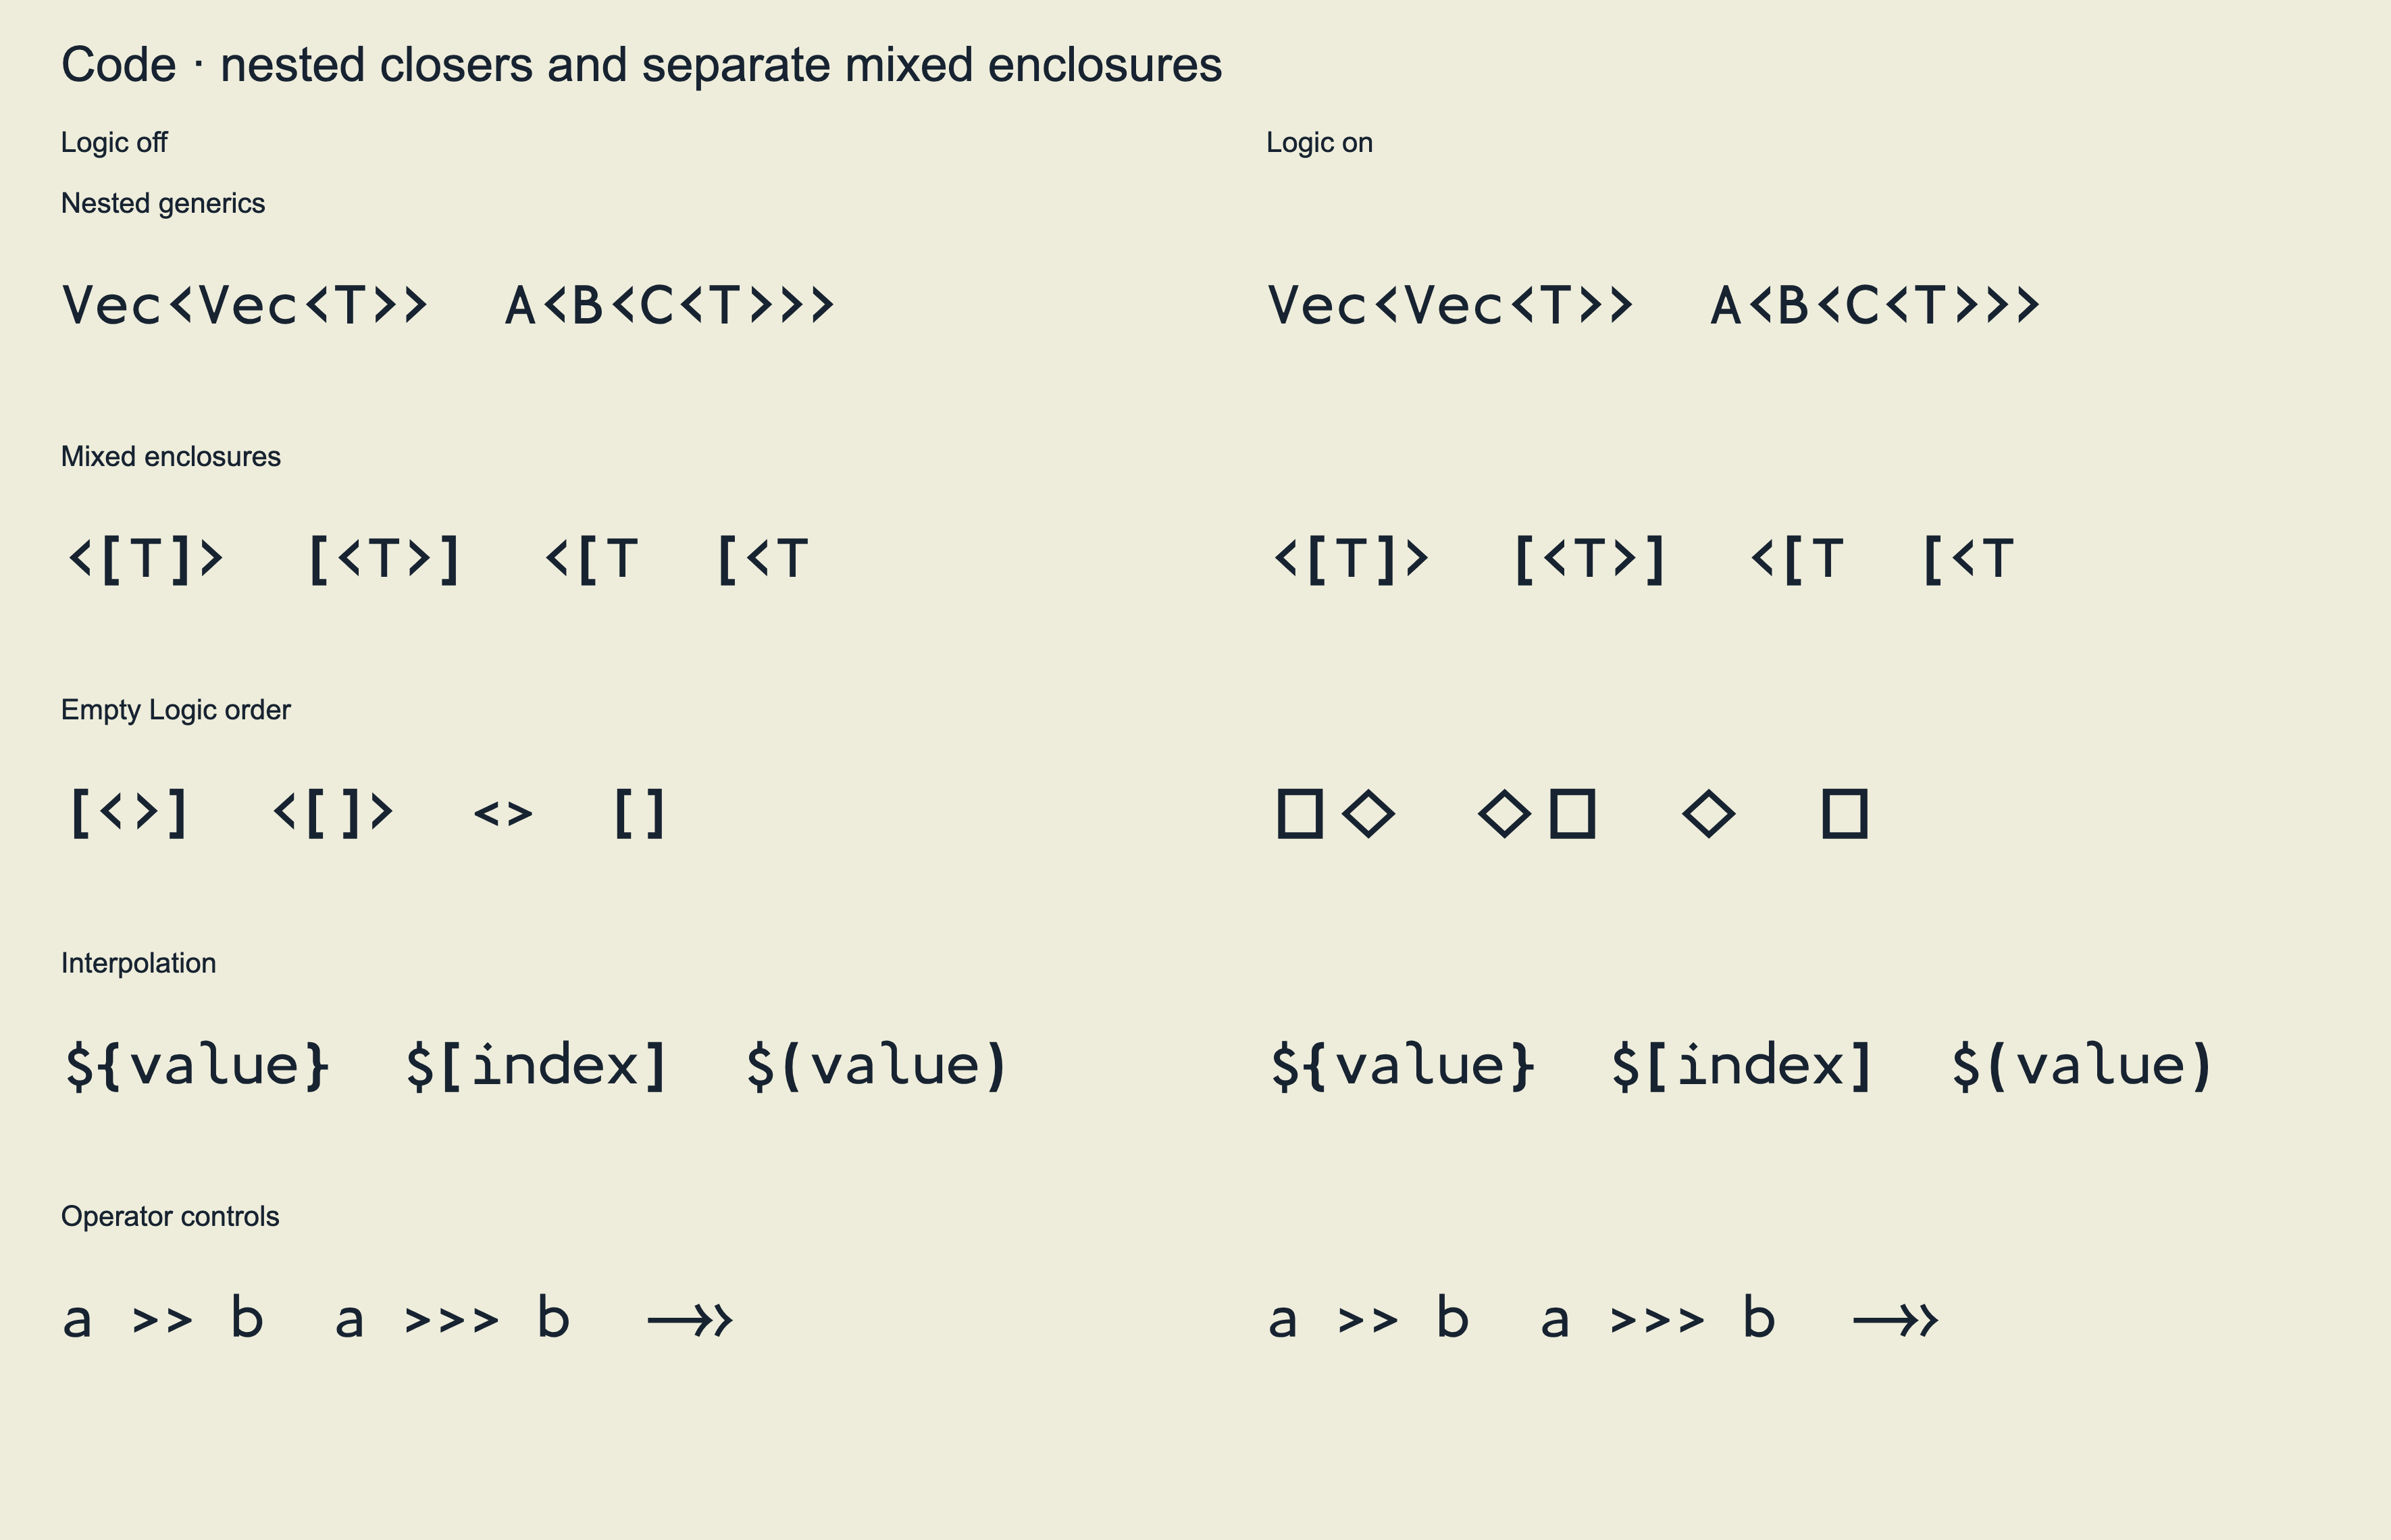 Code · nested closers and separate mixed enclosures
Logic off Logic on
Nested generics
Vec<Vec<T>> A<B<C<T>>> Vec<Vec<T>> A<B<C<T>>>
Mixed enclosures
<[T]> [<T>] <[T [<T <[T]> [<T>] <[T [<T
Empty Logic order
[<>] <[]> <> [] □◇ ◇□ ◇ □
Interpolation
${value} $[index] $(value) ${value} $[index] $(value)
Operator controls
a >> b a >>> b ↠ a >> b a >>> b ↠